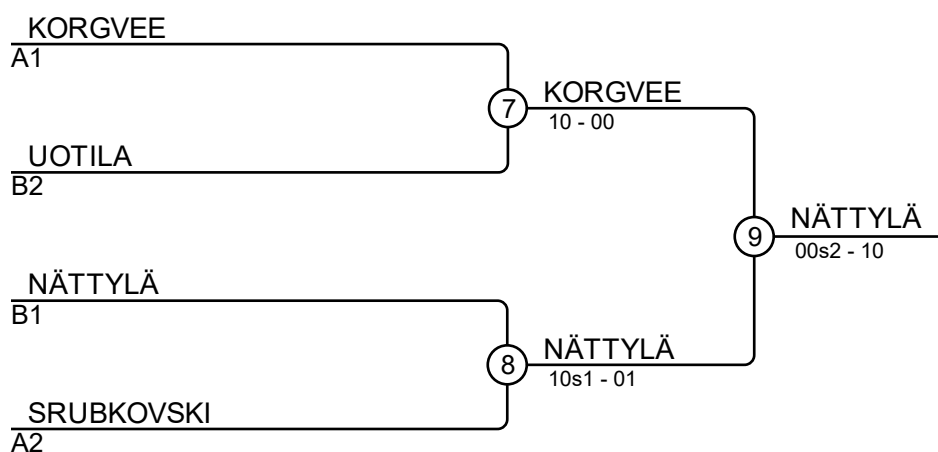 KORGVEE
A1
7
KORGVEE
10 - 00
UOTILA
B2
9
NÄTTYLÄ
00s2 - 10
NÄTTYLÄ
B1
8
NÄTTYLÄ
10s1 - 01
SRUBKOVSKI
A2